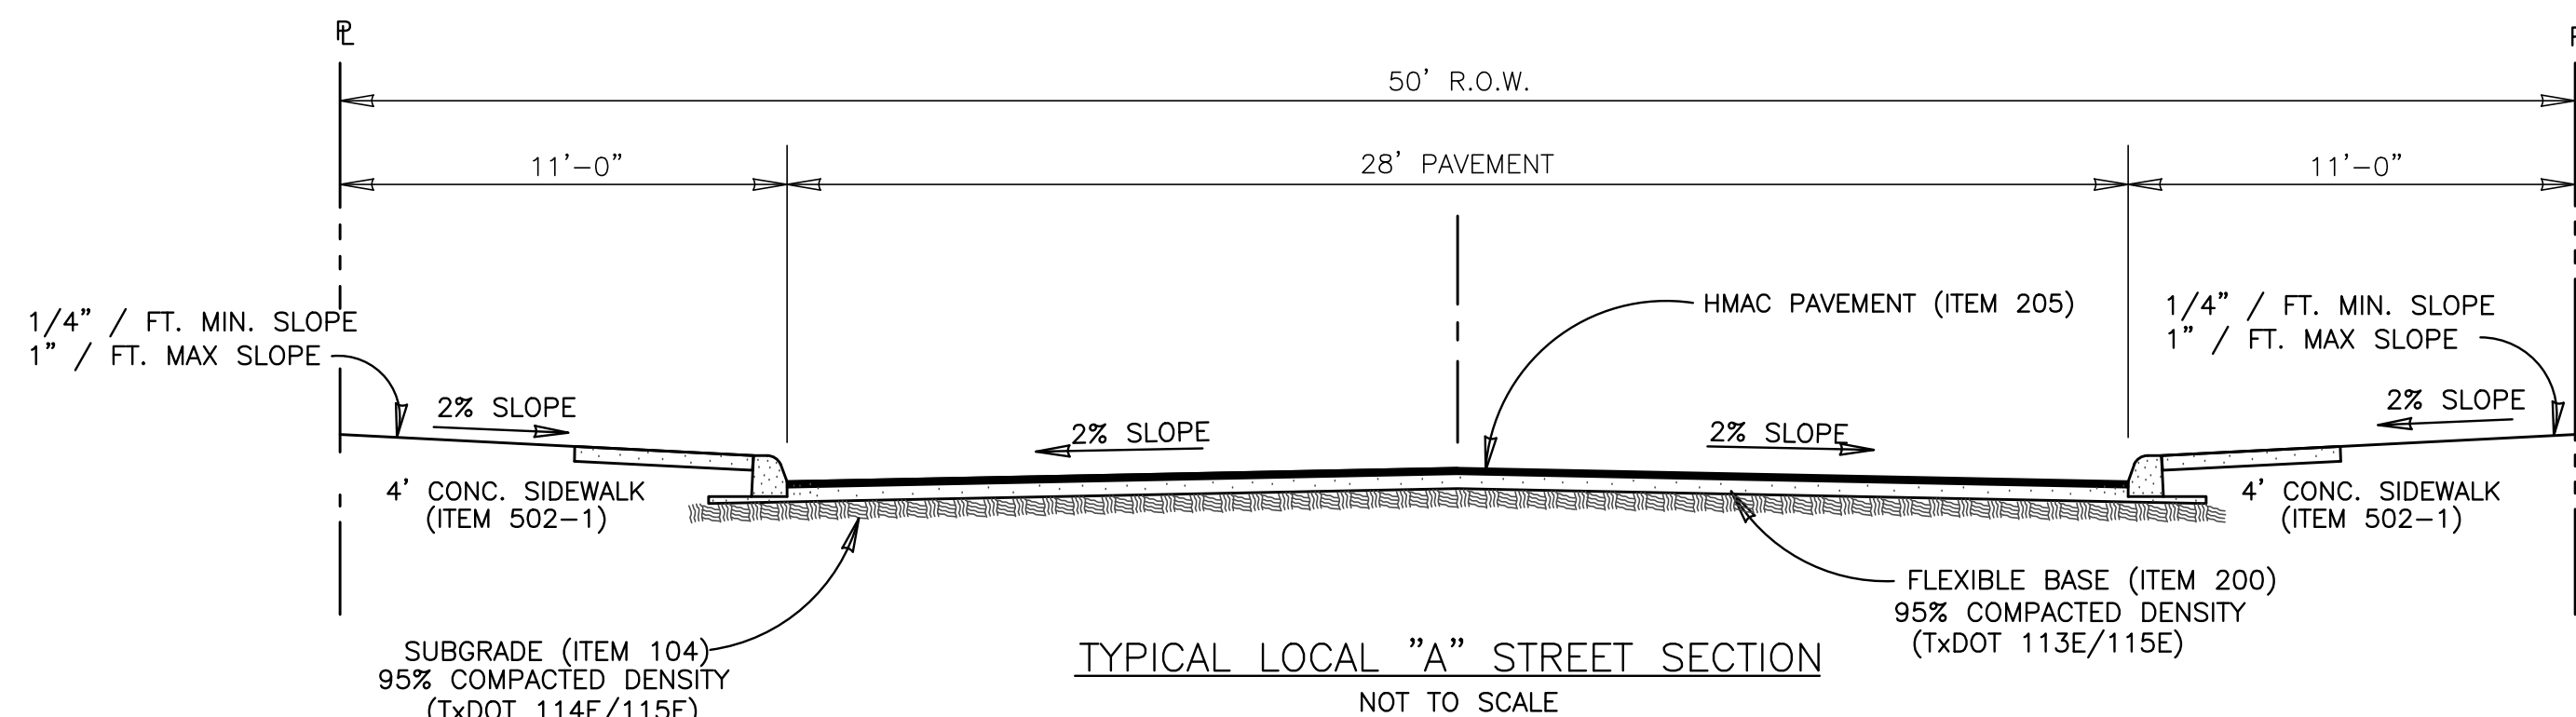 PL
50' R.O.W.
11'-0"
28' PAVEMENT
11'-0"
1/4" / FT. MIN. SLOPE
1" / FT. MAX SLOPE
2% SLOPE
2% SLOPE
HMAC PAVEMENT (ITEM 205)
2% SLOPE
1/4" / FT. MIN. SLOPE
1" / FT. MAX SLOPE
2% SLOPE
4' CONC. SIDEWALK
(ITEM 502-1)
4' CONC. SIDEWALK
(ITEM 502-1)
SUBGRADE (ITEM 104)
95% COMPACTED DENSITY
(TxDOT 114E/115E)
FLEXIBLE BASE (ITEM 200)
95% COMPACTED DENSITY
(TxDOT 113E/115E)
TYPICAL LOCAL "A" STREET SECTION
NOT TO SCALE